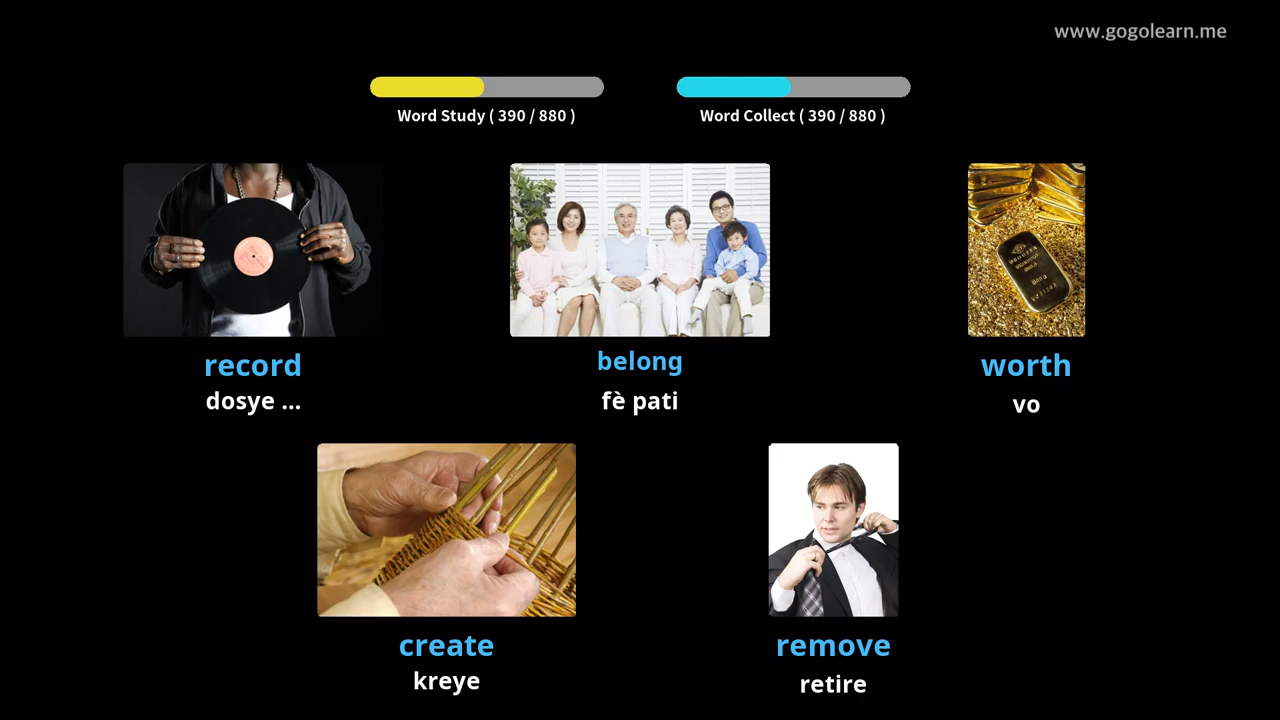 www.gogolearn.me
Word Study ( 390 / 880 )
Word Collect ( 390 / 880 )
record
dosye ...
belong
fè pati
worth
vo
create
kreye
remove
retire